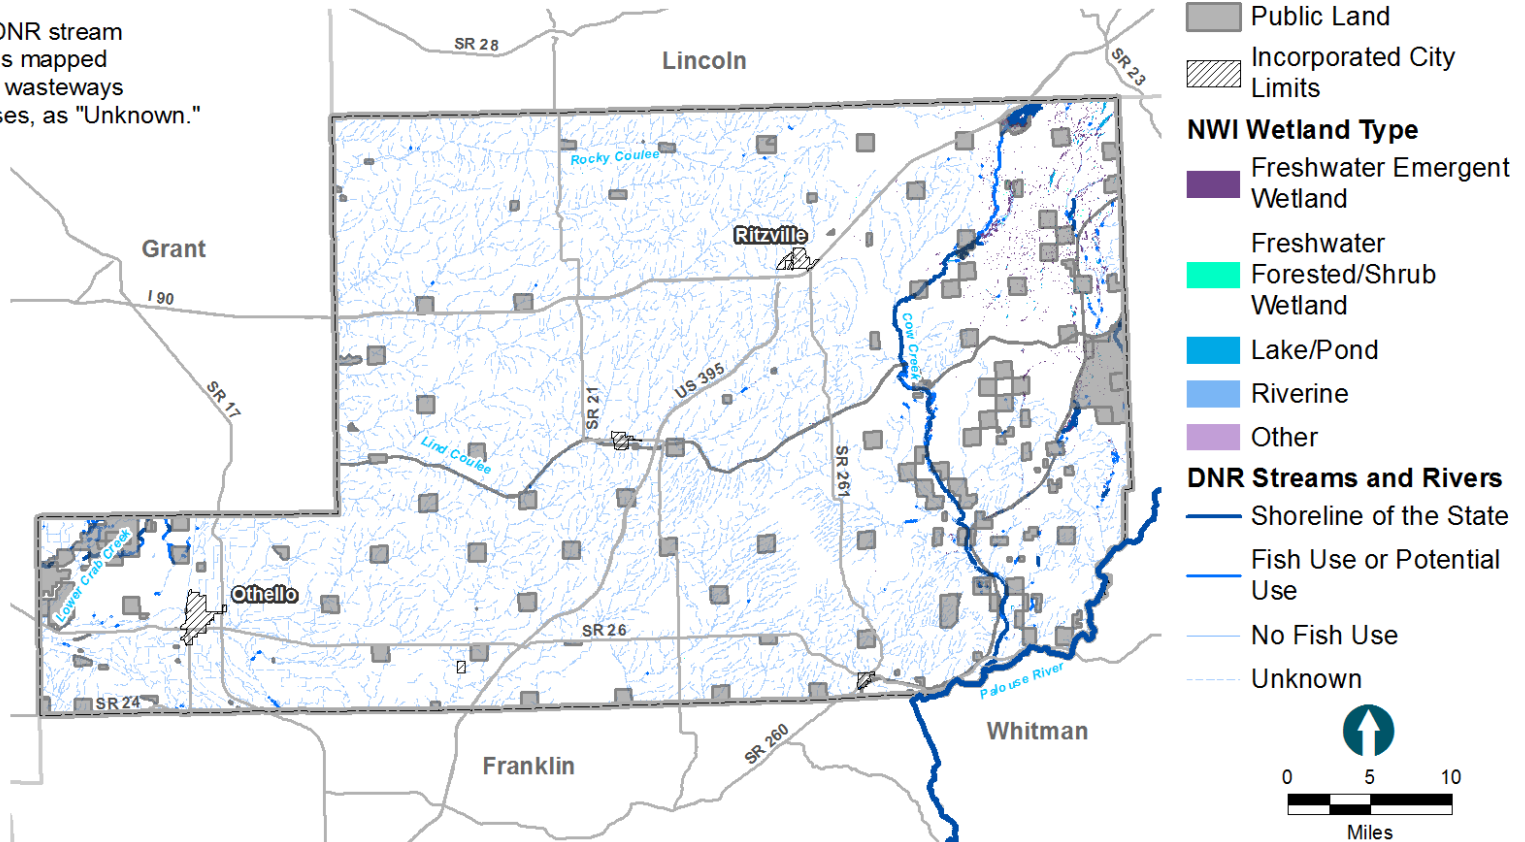 DNR stream
s mapped
wasteways
ses, as "Unknown."
SR 28
Lincoln
SR 23
Rocky Coulee
Grant
Ritzville
I 90
Cow Creek
SR 17
US 395
SR 21
Lind Coulee
SR 261
Lower Crab Creek
Othello
SR 26
SR 24
Palouse River
SR 260
Whitman
Franklin
Public Land
Incorporated City
Limits
NWI Wetland Type
Freshwater Emergent
Wetland
Freshwater
Forested/Shrub
Wetland
Lake/Pond
Riverine
Other
DNR Streams and Rivers
Shoreline of the State
Fish Use or Potential
Use
No Fish Use
Unknown
0 5 10
Miles